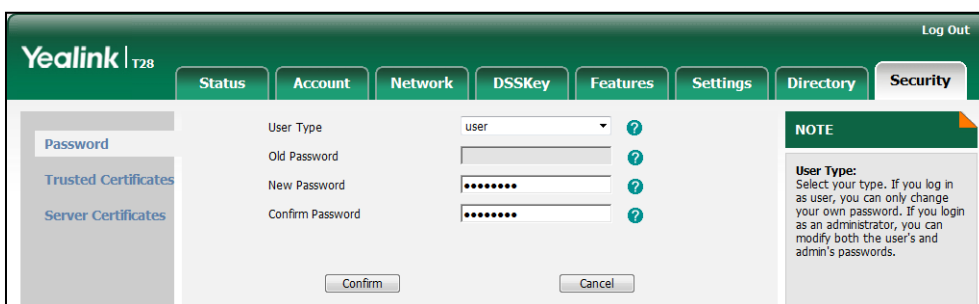 Log Out
Yealink | T28
Status Account Network DSSKey Features Settings Directory Security
Password
Trusted Certificates
Server Certificates
User Type user ?
Old Password ?
New Password •••••••• ?
Confirm Password •••••••• ?
Confirm Cancel
NOTE
User Type:
Select your type. If you log in
as user, you can only change
your own password. If you login
as an administrator, you can
modify both the user's and
admin's passwords.